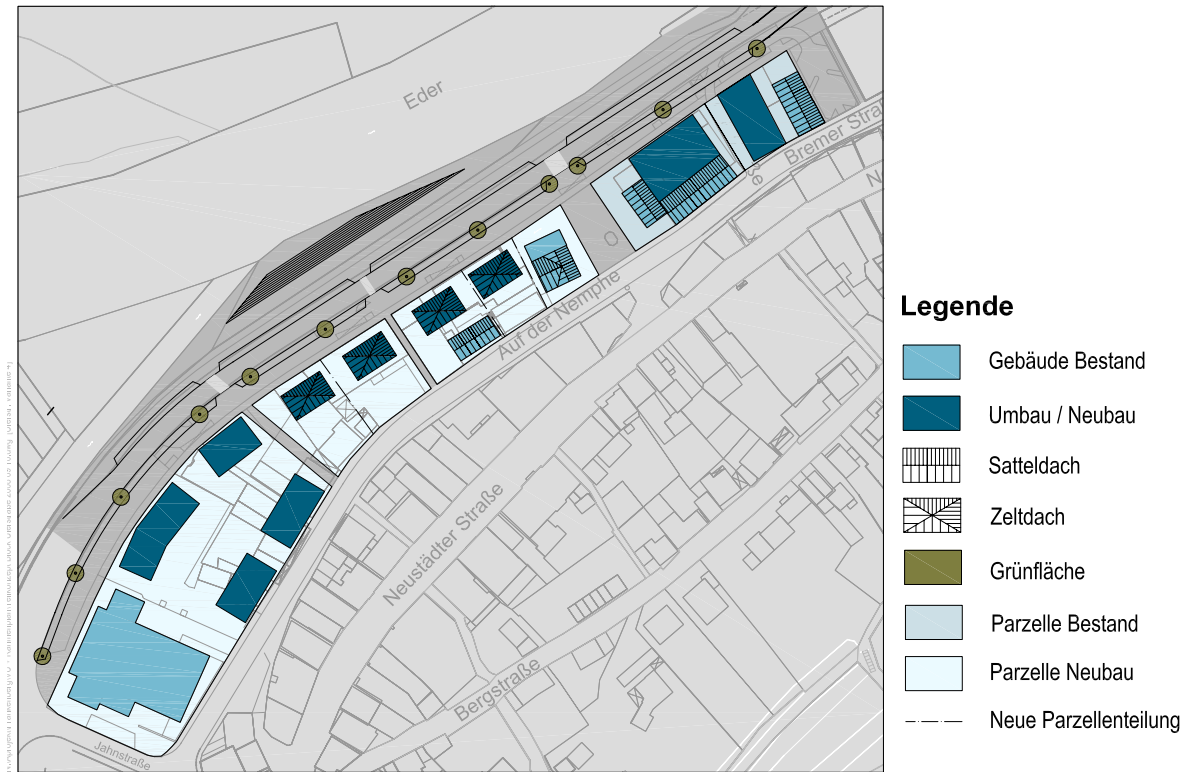 Eder
Bremer Stra
N
ße
Auf der Nemphe
Neustädter Straße
Bergstraße
Jahnstraße
Legende
Gebäude Bestand
Umbau / Neubau
Satteldach
Zeltdach
Grünfläche
Parzelle Bestand
Parzelle Neubau
Neue Parzellenteilung